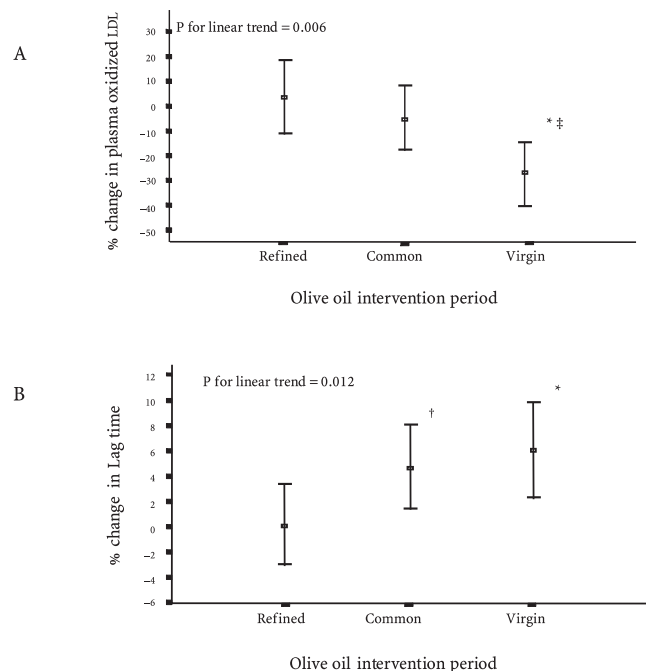 A
P for linear trend = 0.006
% change in plasma oxidized LDL
30
20
10
0
−10
−20
−30
−40
−50
* ‡
Refined Common Virgin
Olive oil intervention period
B
P for linear trend = 0.012
% change in Lag time
12
10
8
6
4
2
0
−2
−4
−6
†
*
Refined Common Virgin
Olive oil intervention period